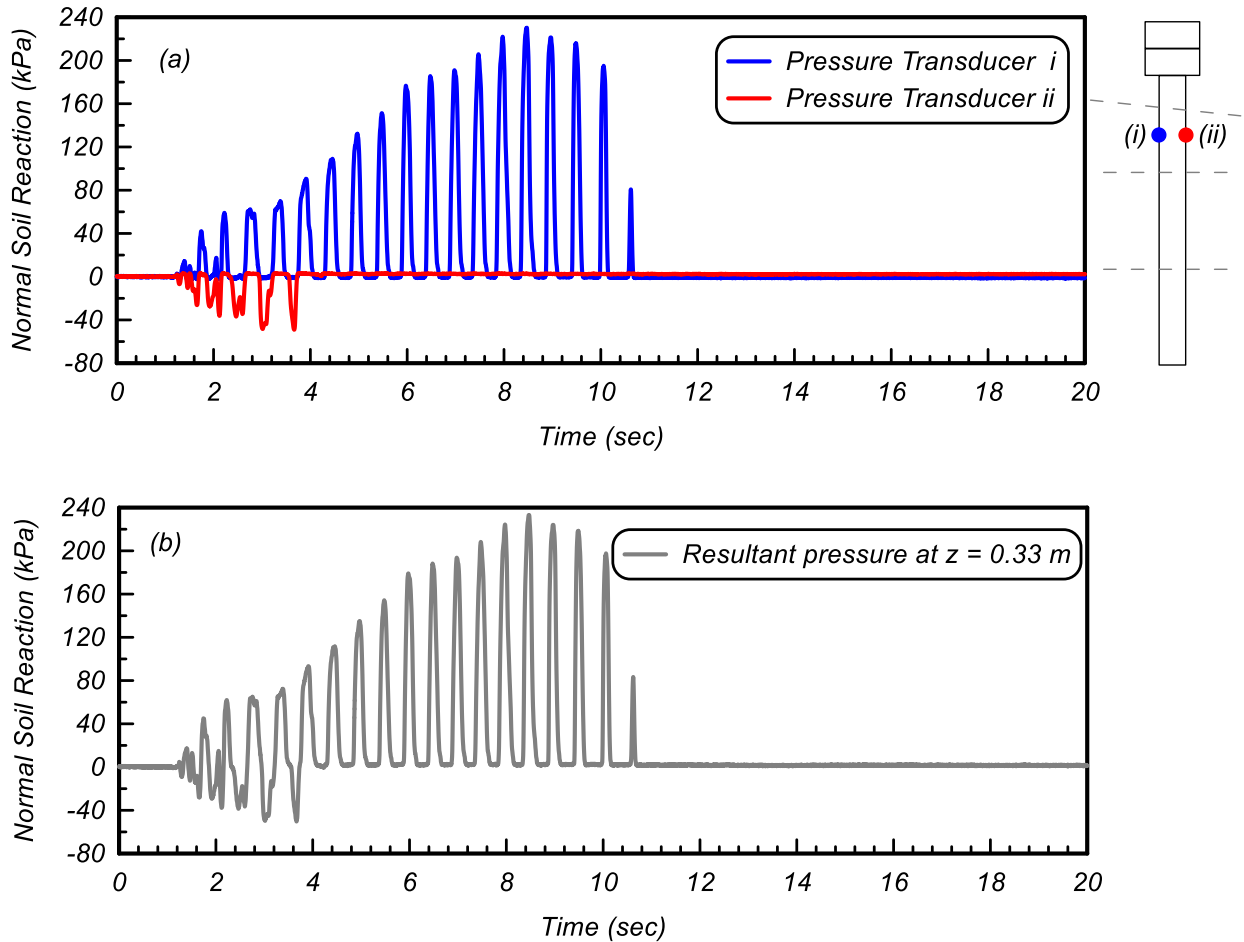 240
200
160
120
80
40
0
-40
-80
Normal Soil Reaction (kPa)
(a)
Pressure Transducer i
Pressure Transducer ii
0 2 4 6 8 10 12 14 16 18 20
Time (sec)
(i) (ii)
240
200
160
120
80
40
0
-40
-80
Normal Soil Reaction (kPa)
(b)
Resultant pressure at z = 0.33 m
0 2 4 6 8 10 12 14 16 18 20
Time (sec)